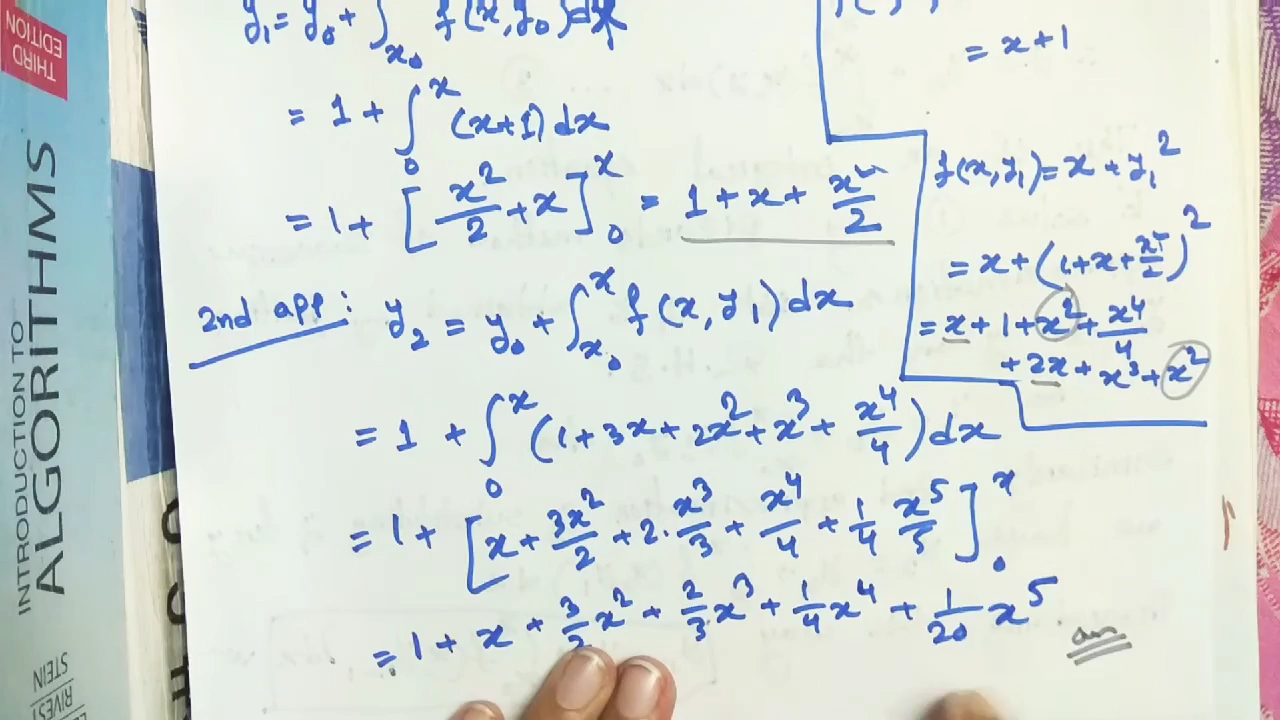 THIRD EDITION
INTRODUCTION TO
ALGORITHMS
RIVEST
STEIN
y₁ = y₀ + ∫_{x₀} f(x, y₀) dx
= 1 + ∫₀ˣ (x+1) dx
= 1 + [x²/2 + x]₀ˣ = 1 + x + x²/2
2nd app: y₂ = y₀ + ∫_{x₀}^{x} f(x, y₁) dx
= 1 + ∫₀ˣ (1 + 3x + 2x² + x³ + x⁴/4) dx
= 1 + [x + 3x²/2 + 2·x³/3 + x⁴/4 + 1/4 x⁵/5]₀ˣ
= 1 + x + 3/2 x² + 2/3 x³ + 1/4 x⁴ + 1/20 x⁵
ans
= x + 1
f(x, y₁) = x + y₁²
= x + (1 + x + x²/2)²
= x + 1 + x² + x⁴/4
+ 2x + x³ + x²